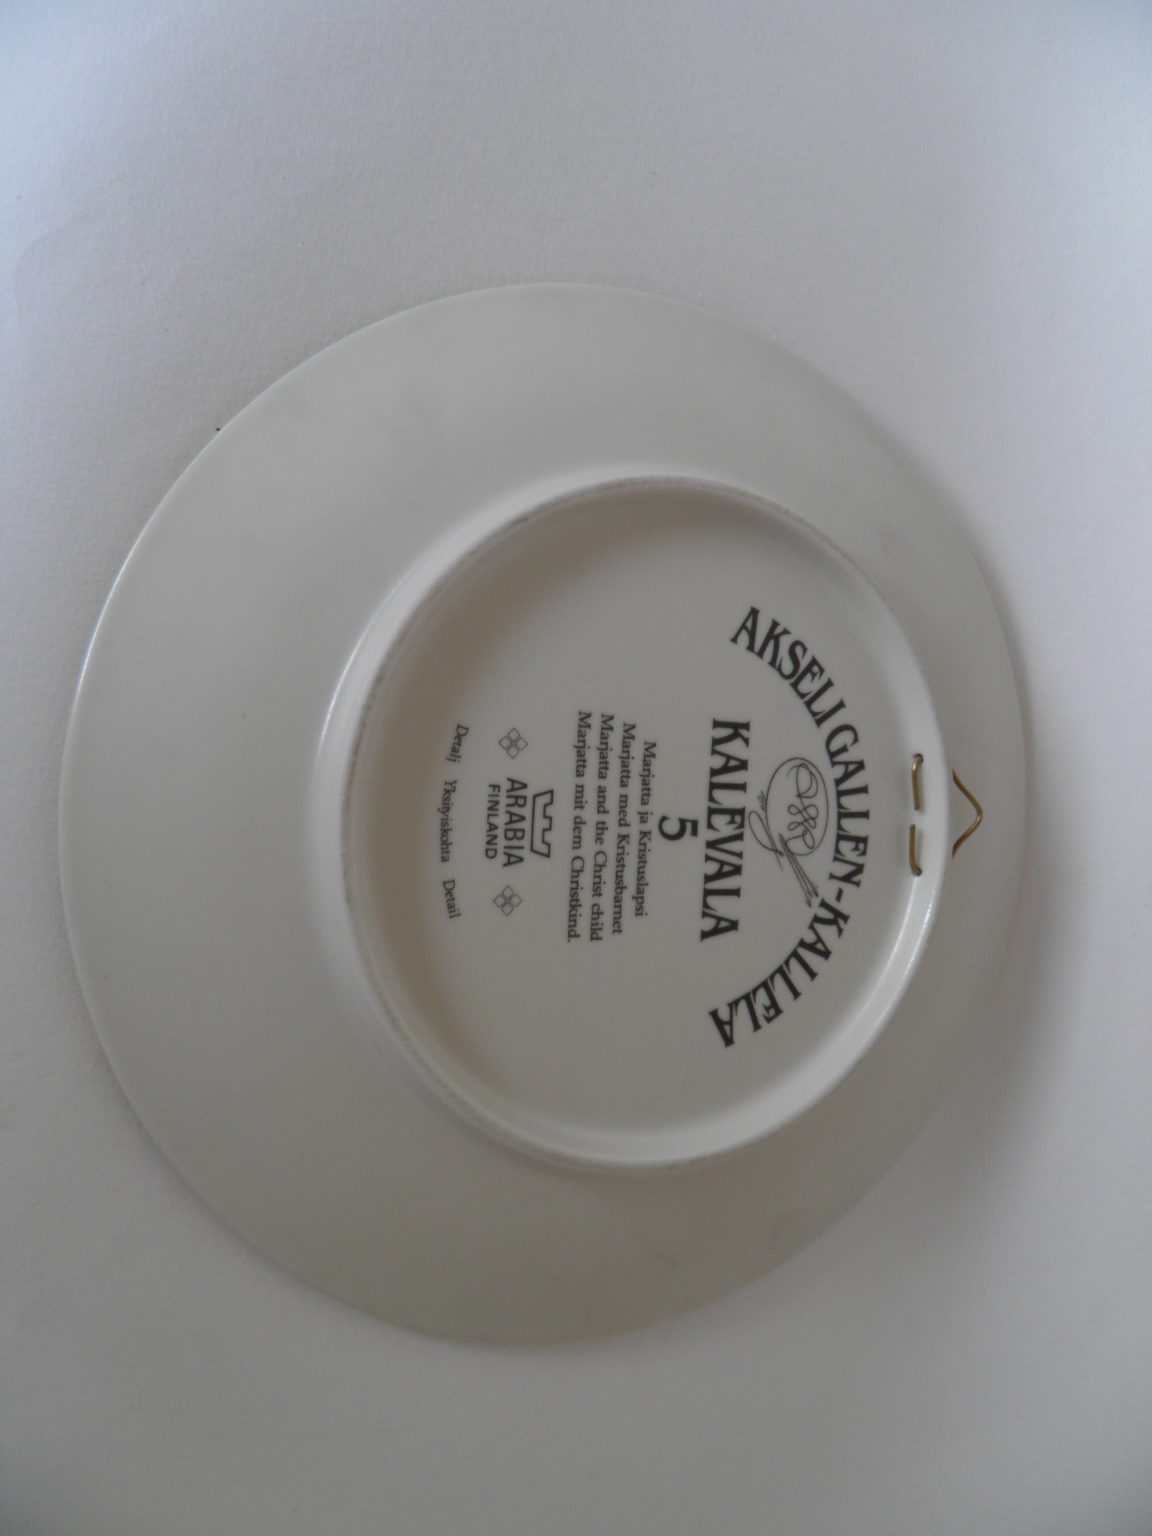 AKSELI GALLEN-KALLELA
KALEVALA
5
Marjatta ja Kristuslapsi
Marjatta med Kristusbarnet
Marjatta and the Christ child
Marjatta mit dem Christkind.
ARABIA
FINLAND
Detalj Yksityiskohta Detail